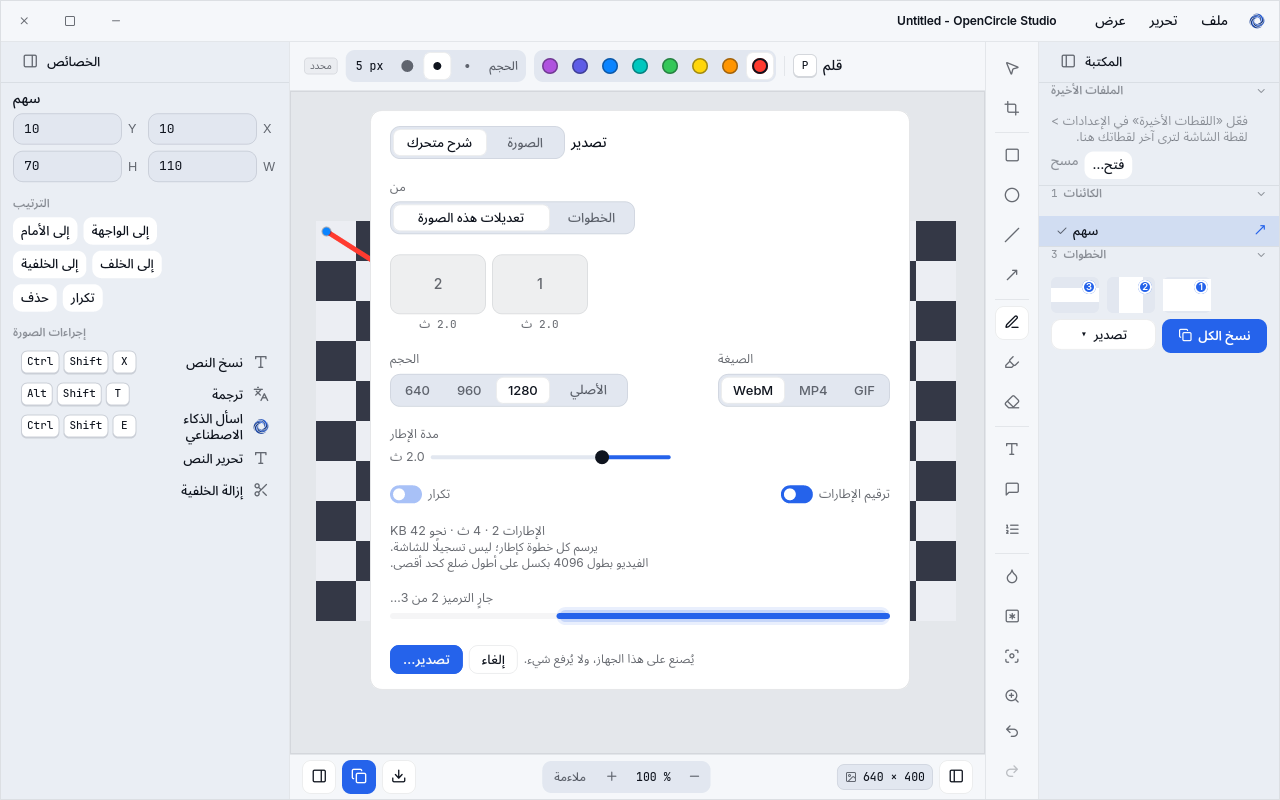 ملف
تحرير
عرض
Untitled - OpenCircle Studio
المكتبة
الملفات الأخيرة
فعّل «اللقطات الأخيرة» في الإعدادات >
لقطة الشاشة لترى آخر لقطاتك هنا.
فتح...
مسح
الكائنات 1
سهم
الخطوات 3
1
2
3
نسخ الكل
تصدير
قلم
P
الحجم
5 px
محدد
تصدير
الصورة
شرح متحرك
من
الخطوات
تعديلات هذه الصورة
1
2
2.0 ث
2.0 ث
الصيغة
GIF
MP4
WebM
الحجم
الأصلي
1280
960
640
مدة الإطار
2.0 ث
ترقيم الإطارات
تكرار
الإطارات 2 · 4 ث · نحو 42 KB
يرسم كل خطوة كإطار؛ ليس تسجيلًا للشاشة.
الفيديو بطول 4096 بكسل على أطول ضلع كحد أقصى.
جارٍ الترميز 2 من 3...
يُصنع على هذا الجهاز، ولا يُرفع شيء.
إلغاء
تصدير...
640 × 400
100 %
ملاءمة
الخصائص
سهم
X 10
Y 10
W 110
H 70
الترتيب
إلى الواجهة
إلى الأمام
إلى الخلف
إلى الخلفية
تكرار
حذف
إجراءات الصورة
نسخ النص
Ctrl Shift X
ترجمة
Alt Shift T
اسأل الذكاء
الاصطناعي
Ctrl Shift E
تحرير النص
إزالة الخلفية